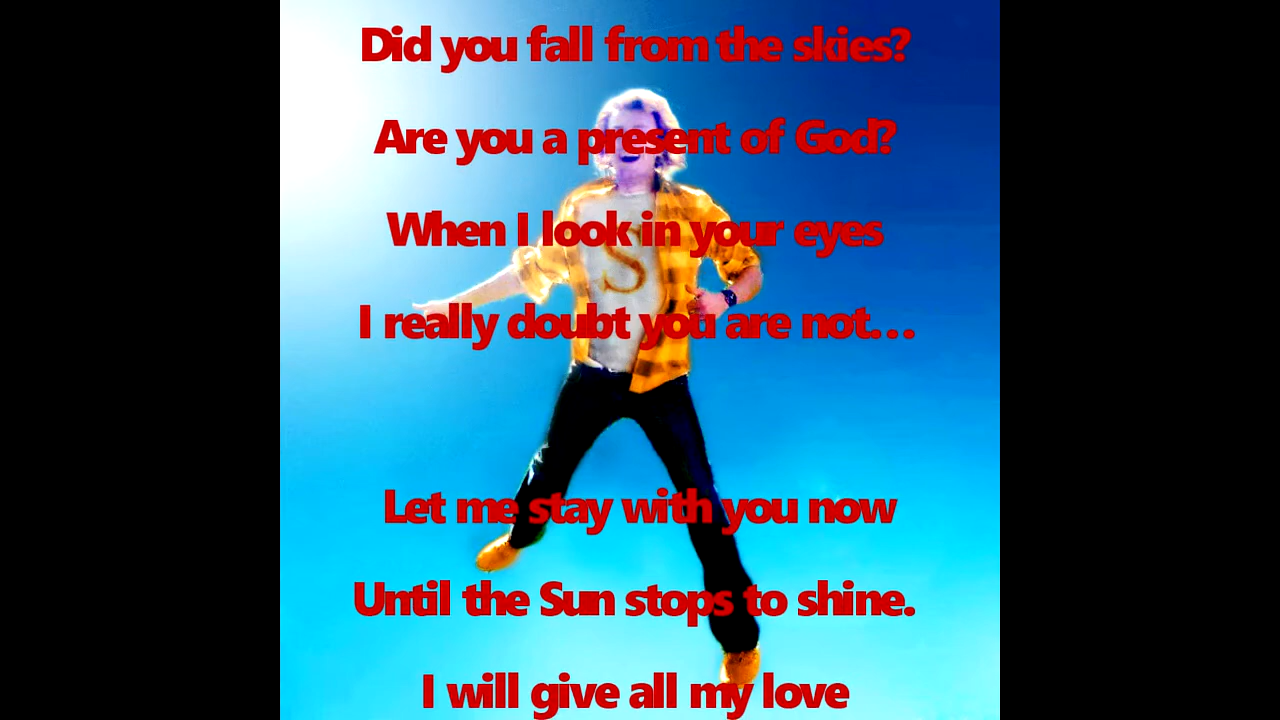 Did you fall from the skies?
Are you a present of God?
When I look in your eyes
S
I really doubt you are not...
Let me stay with you now
Until the Sun stops to shine.
I will give all my love